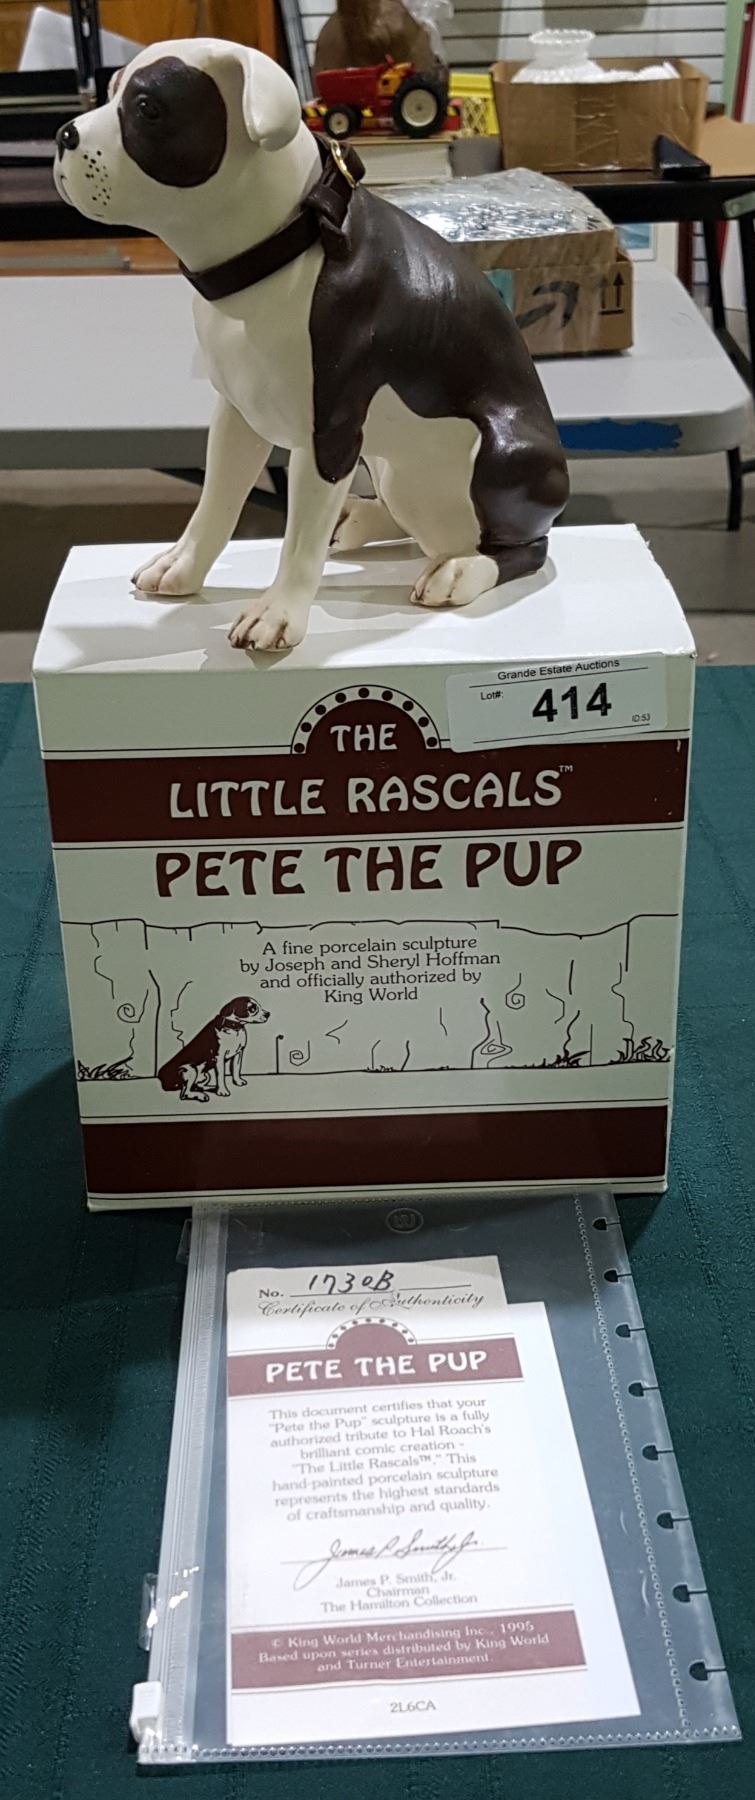 Grande Estate Auctions
Lot#: 414
ID:53
THE
LITTLE RASCALS™
PETE THE PUP
A fine porcelain sculpture
by Joseph and Sheryl Hoffman
and officially authorized by
King World
No. 1730B
Certificate of Authenticity
PETE THE PUP
This document certifies that your
"Pete the Pup" sculpture is a fully
authorized tribute to Hal Roach's
brilliant comic creation -
"The Little Rascals™." This
hand-painted porcelain sculpture
represents the highest standards
of craftsmanship and quality.
James P. Smith, Jr.
James P. Smith, Jr.
Chairman
The Hamilton Collection
© King World Merchandising Inc., 1995
Based upon series distributed by King World
and Turner Entertainment.
2L6CA